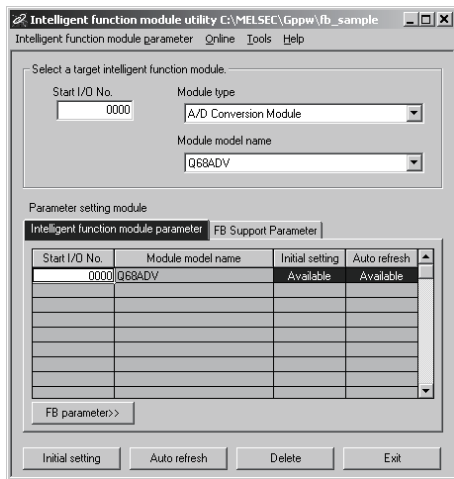 Intelligent function module utility C:\MELSEC\Gppw\fb_sample
Intelligent function module parameter Online Tools Help
Select a target intelligent function module.
Start I/O No. Module type
0000 A/D Conversion Module
Module model name
Q68ADV
Parameter setting module
Intelligent function module parameter FB Support Parameter
Start I/O No. Module model name Initial setting Auto refresh
0000 Q68ADV Available Available
FB parameter>>
Initial setting Auto refresh Delete Exit